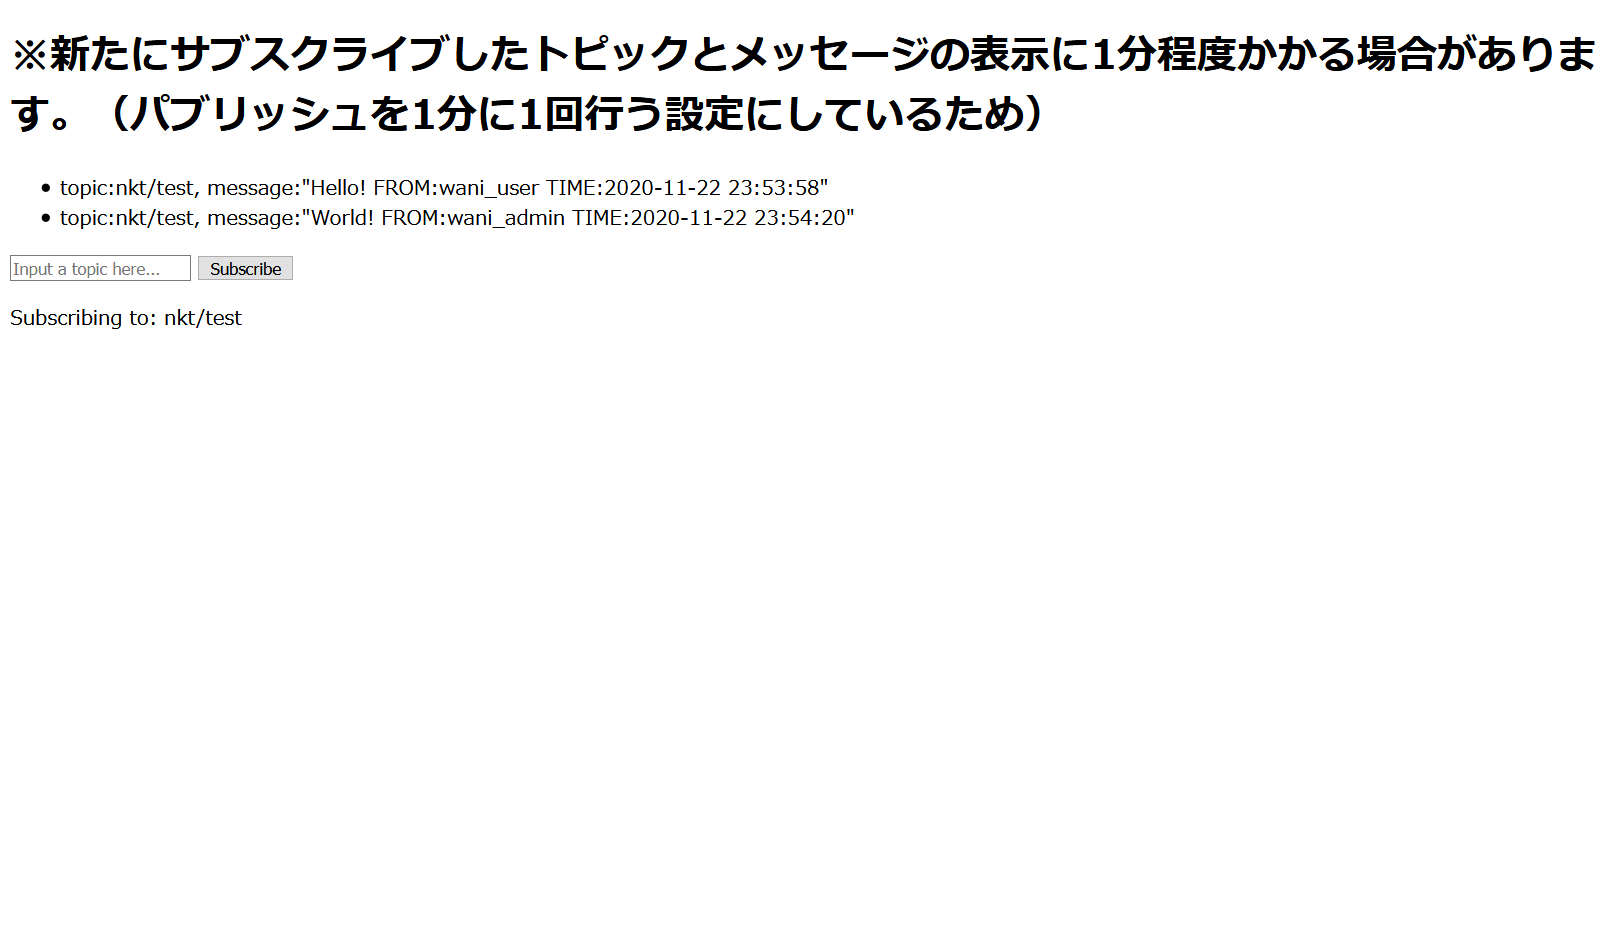 ※新たにサブスクライブしたトピックとメッセージの表示に1分程度かかる場合がありま
す。（パブリッシュを1分に1回行う設定にしているため）
• topic:nkt/test, message:"Hello! FROM:wani_user TIME:2020-11-22 23:53:58"
• topic:nkt/test, message:"World! FROM:wani_admin TIME:2020-11-22 23:54:20"
Input a topic here... Subscribe
Subscribing to: nkt/test